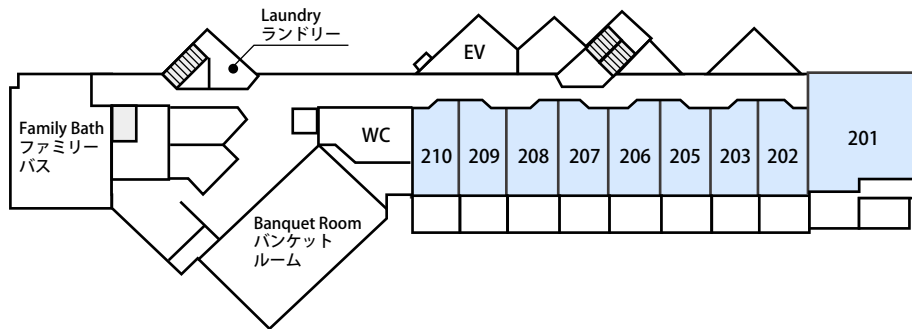 Laundry
ランドリー
EV
Family Bath
ファミリー
バス
WC
210
209
208
207
206
205
203
202
201
Banquet Room
バンケット
ルーム